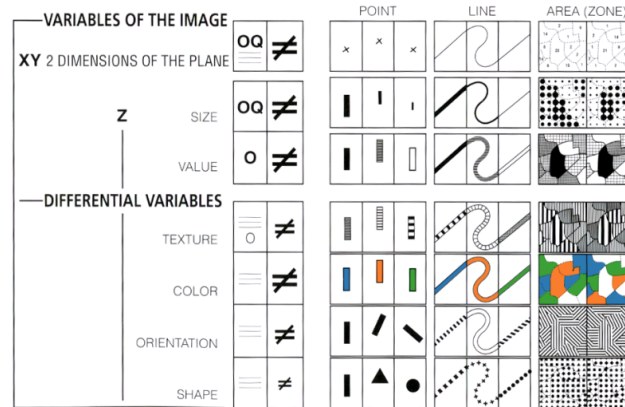 VARIABLES OF THE IMAGE
POINT LINE AREA (ZONE)
XY 2 DIMENSIONS OF THE PLANE OQ ≠
Z
SIZE OQ ≠
VALUE O ≠
DIFFERENTIAL VARIABLES
TEXTURE O ≠
COLOR ≠
ORIENTATION ≠
SHAPE ≠